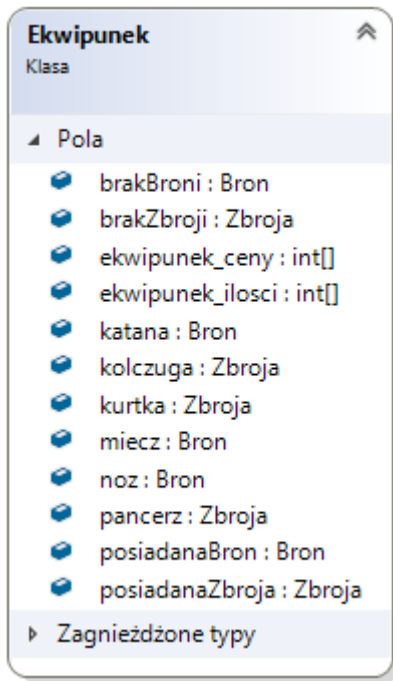 Ekwipunek
Klasa
Pola
brakBroni : Bron
brakZbroji : Zbroja
ekwipunek_ceny : int[]
ekwipunek_ilosci : int[]
katana : Bron
kolczuga : Zbroja
kurtka : Zbroja
miecz : Bron
noz : Bron
pancerz : Zbroja
posiadanaBron : Bron
posiadanaZbroja : Zbroja
Zagnieżdżone typy